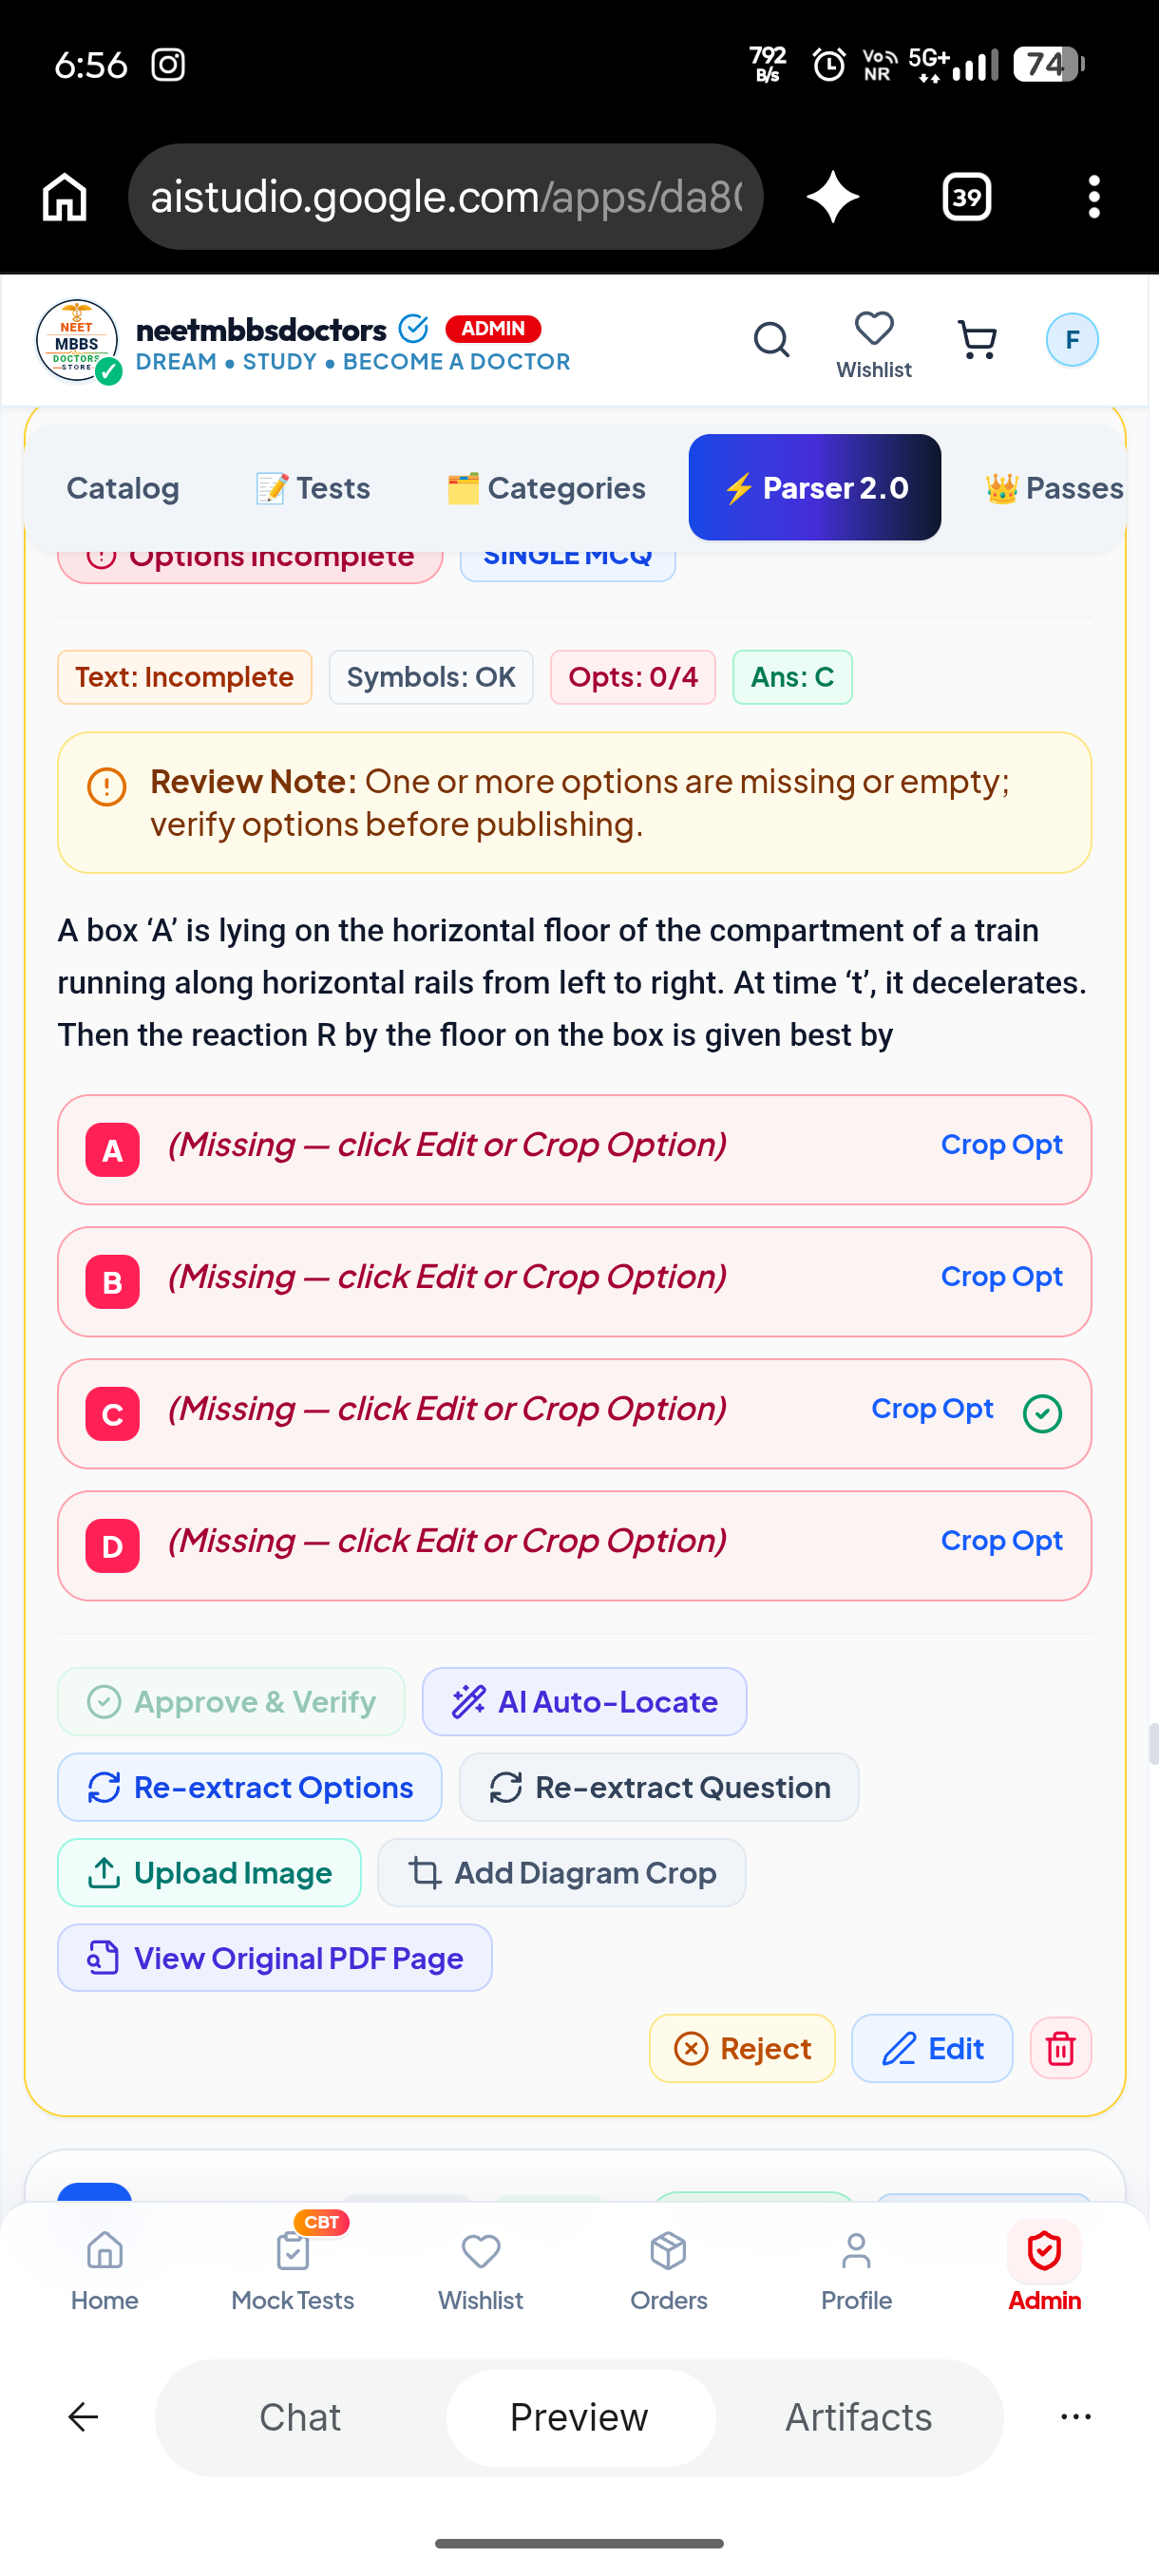 6:56
792 B/s
Vo NR
5G+
74
aistudio.google.com/apps/da8
39
NEET
MBBS
DOCTORS
STORE
neetmbbsdoctors
ADMIN
DREAM • STUDY • BECOME A DOCTOR
Wishlist
F
Catalog
📝 Tests
🗂️ Categories
⚡ Parser 2.0
👑 Passes
Options Incomplete
SINGLE MCQ
Text: Incomplete
Symbols: OK
Opts: 0/4
Ans: C
Review Note: One or more options are missing or empty;
verify options before publishing.
A box ‘A’ is lying on the horizontal floor of the compartment of a train
running along horizontal rails from left to right. At time ‘t’, it decelerates.
Then the reaction R by the floor on the box is given best by
A (Missing — click Edit or Crop Option) Crop Opt
B (Missing — click Edit or Crop Option) Crop Opt
C (Missing — click Edit or Crop Option) Crop Opt
D (Missing — click Edit or Crop Option) Crop Opt
Approve & Verify
AI Auto-Locate
Re-extract Options
Re-extract Question
Upload Image
Add Diagram Crop
View Original PDF Page
Reject
Edit
CBT
Home
Mock Tests
Wishlist
Orders
Profile
Admin
Chat
Preview
Artifacts